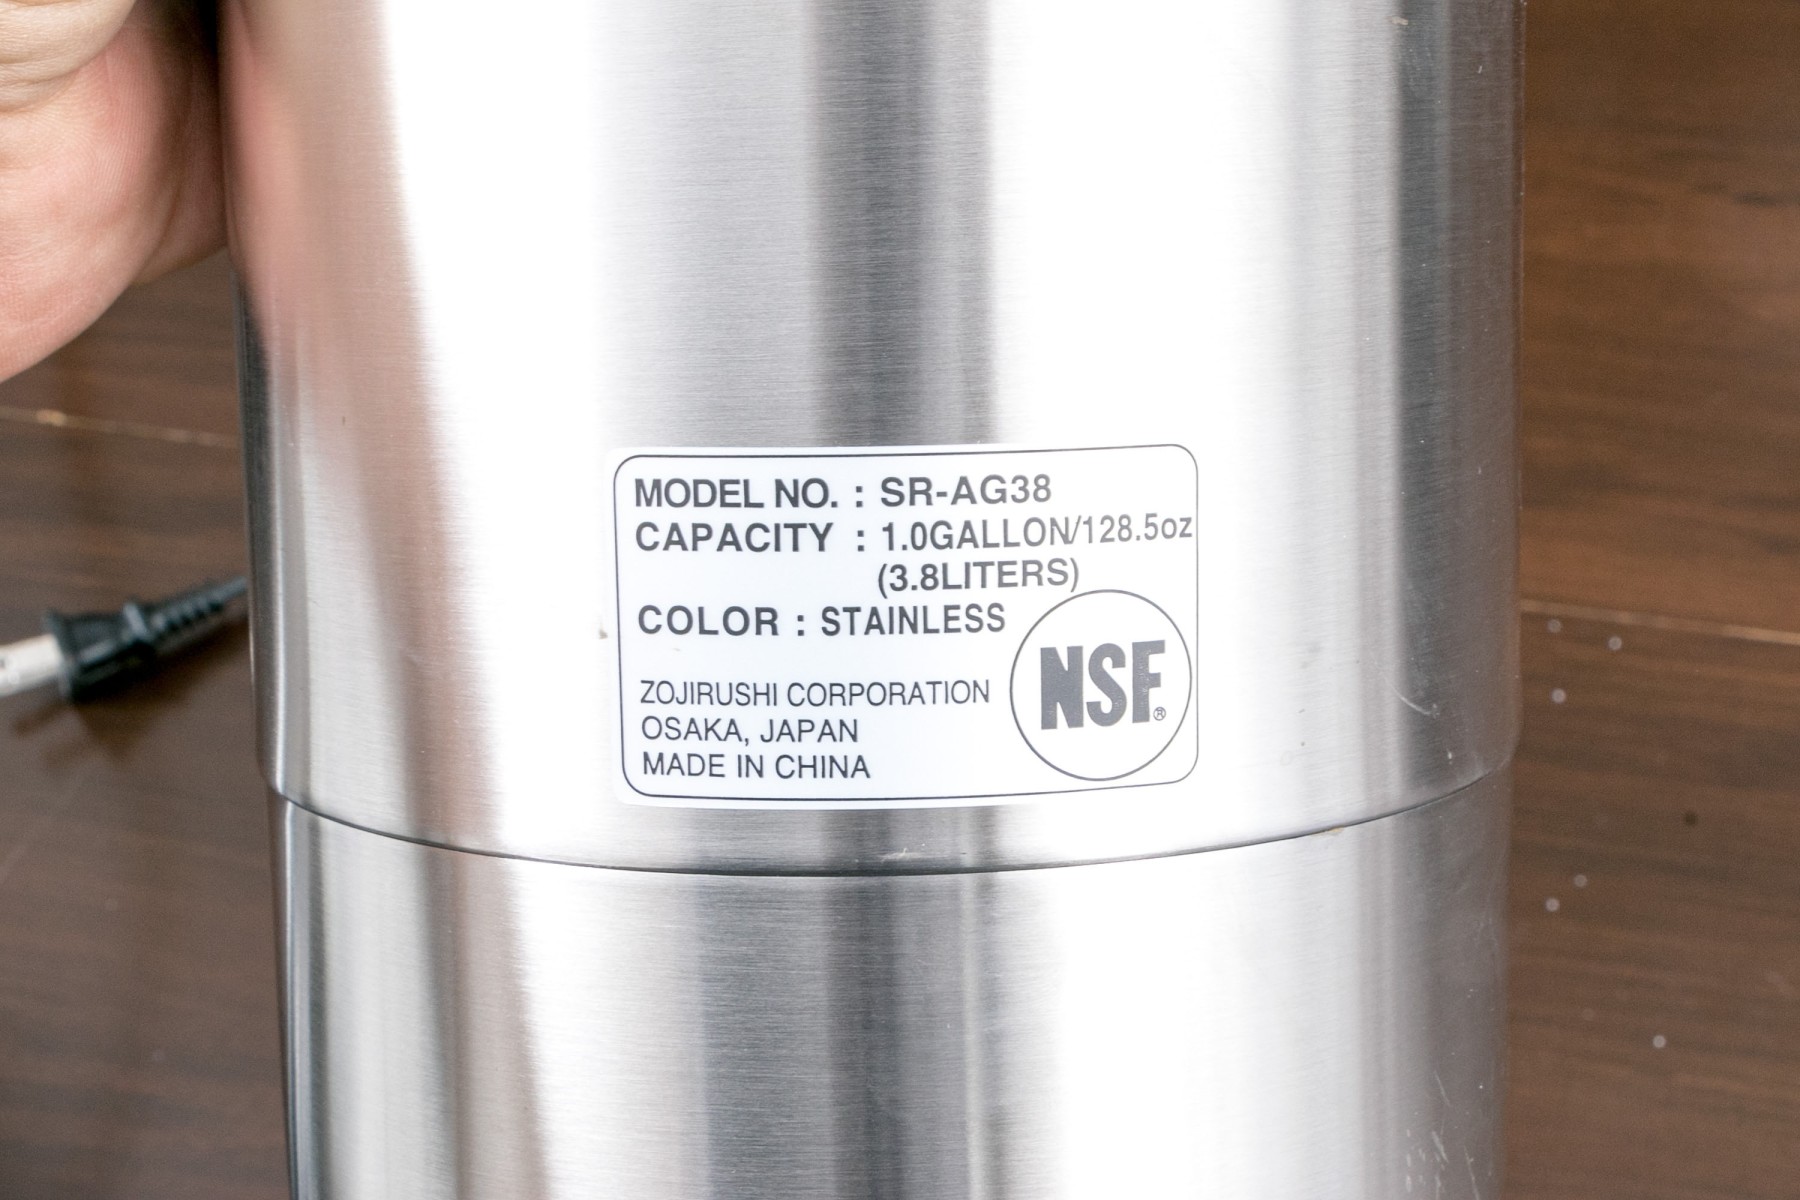 MODEL NO. : SR-AG38
CAPACITY : 1.0GALLON/128.5oz
(3.8LITERS)
COLOR : STAINLESS
ZOJIRUSHI CORPORATION
OSAKA, JAPAN
MADE IN CHINA
NSF®